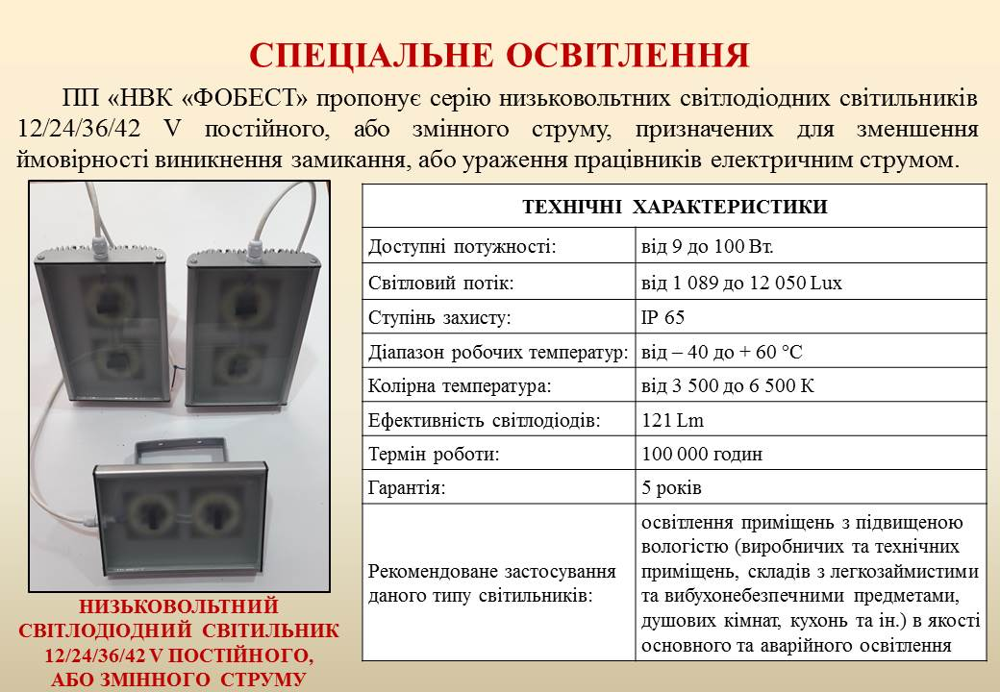 СПЕЦІАЛЬНЕ ОСВІТЛЕННЯ
ПП «НВК «ФОБЕСТ» пропонує серію низьковольтних світлодіодних світильників
12/24/36/42 V постійного, або змінного струму, призначених для зменшення
ймовірності виникнення замикання, або ураження працівників електричним струмом.
ТЕХНІЧНІ ХАРАКТЕРИСТИКИ
Доступні потужності: від 9 до 100 Вт.
Світловий потік: від 1 089 до 12 050 Lux
Ступінь захисту: IP 65
Діапазон робочих температур: від – 40 до + 60 °C
Колірна температура: від 3 500 до 6 500 К
Ефективність світлодіодів: 121 Lm
Термін роботи: 100 000 годин
Гарантія: 5 років
Рекомендоване застосування
даного типу світильників:
освітлення приміщень з підвищеною
вологістю (виробничих та технічних
приміщень, складів з легкозаймистими
та вибухонебезпечними предметами,
душових кімнат, кухонь та ін.) в якості
основного та аварійного освітлення
НИЗЬКОВОЛЬТНИЙ
СВІТЛОДІОДНИЙ СВІТИЛЬНИК
12/24/36/42 V ПОСТІЙНОГО,
АБО ЗМІННОГО СТРУМУ